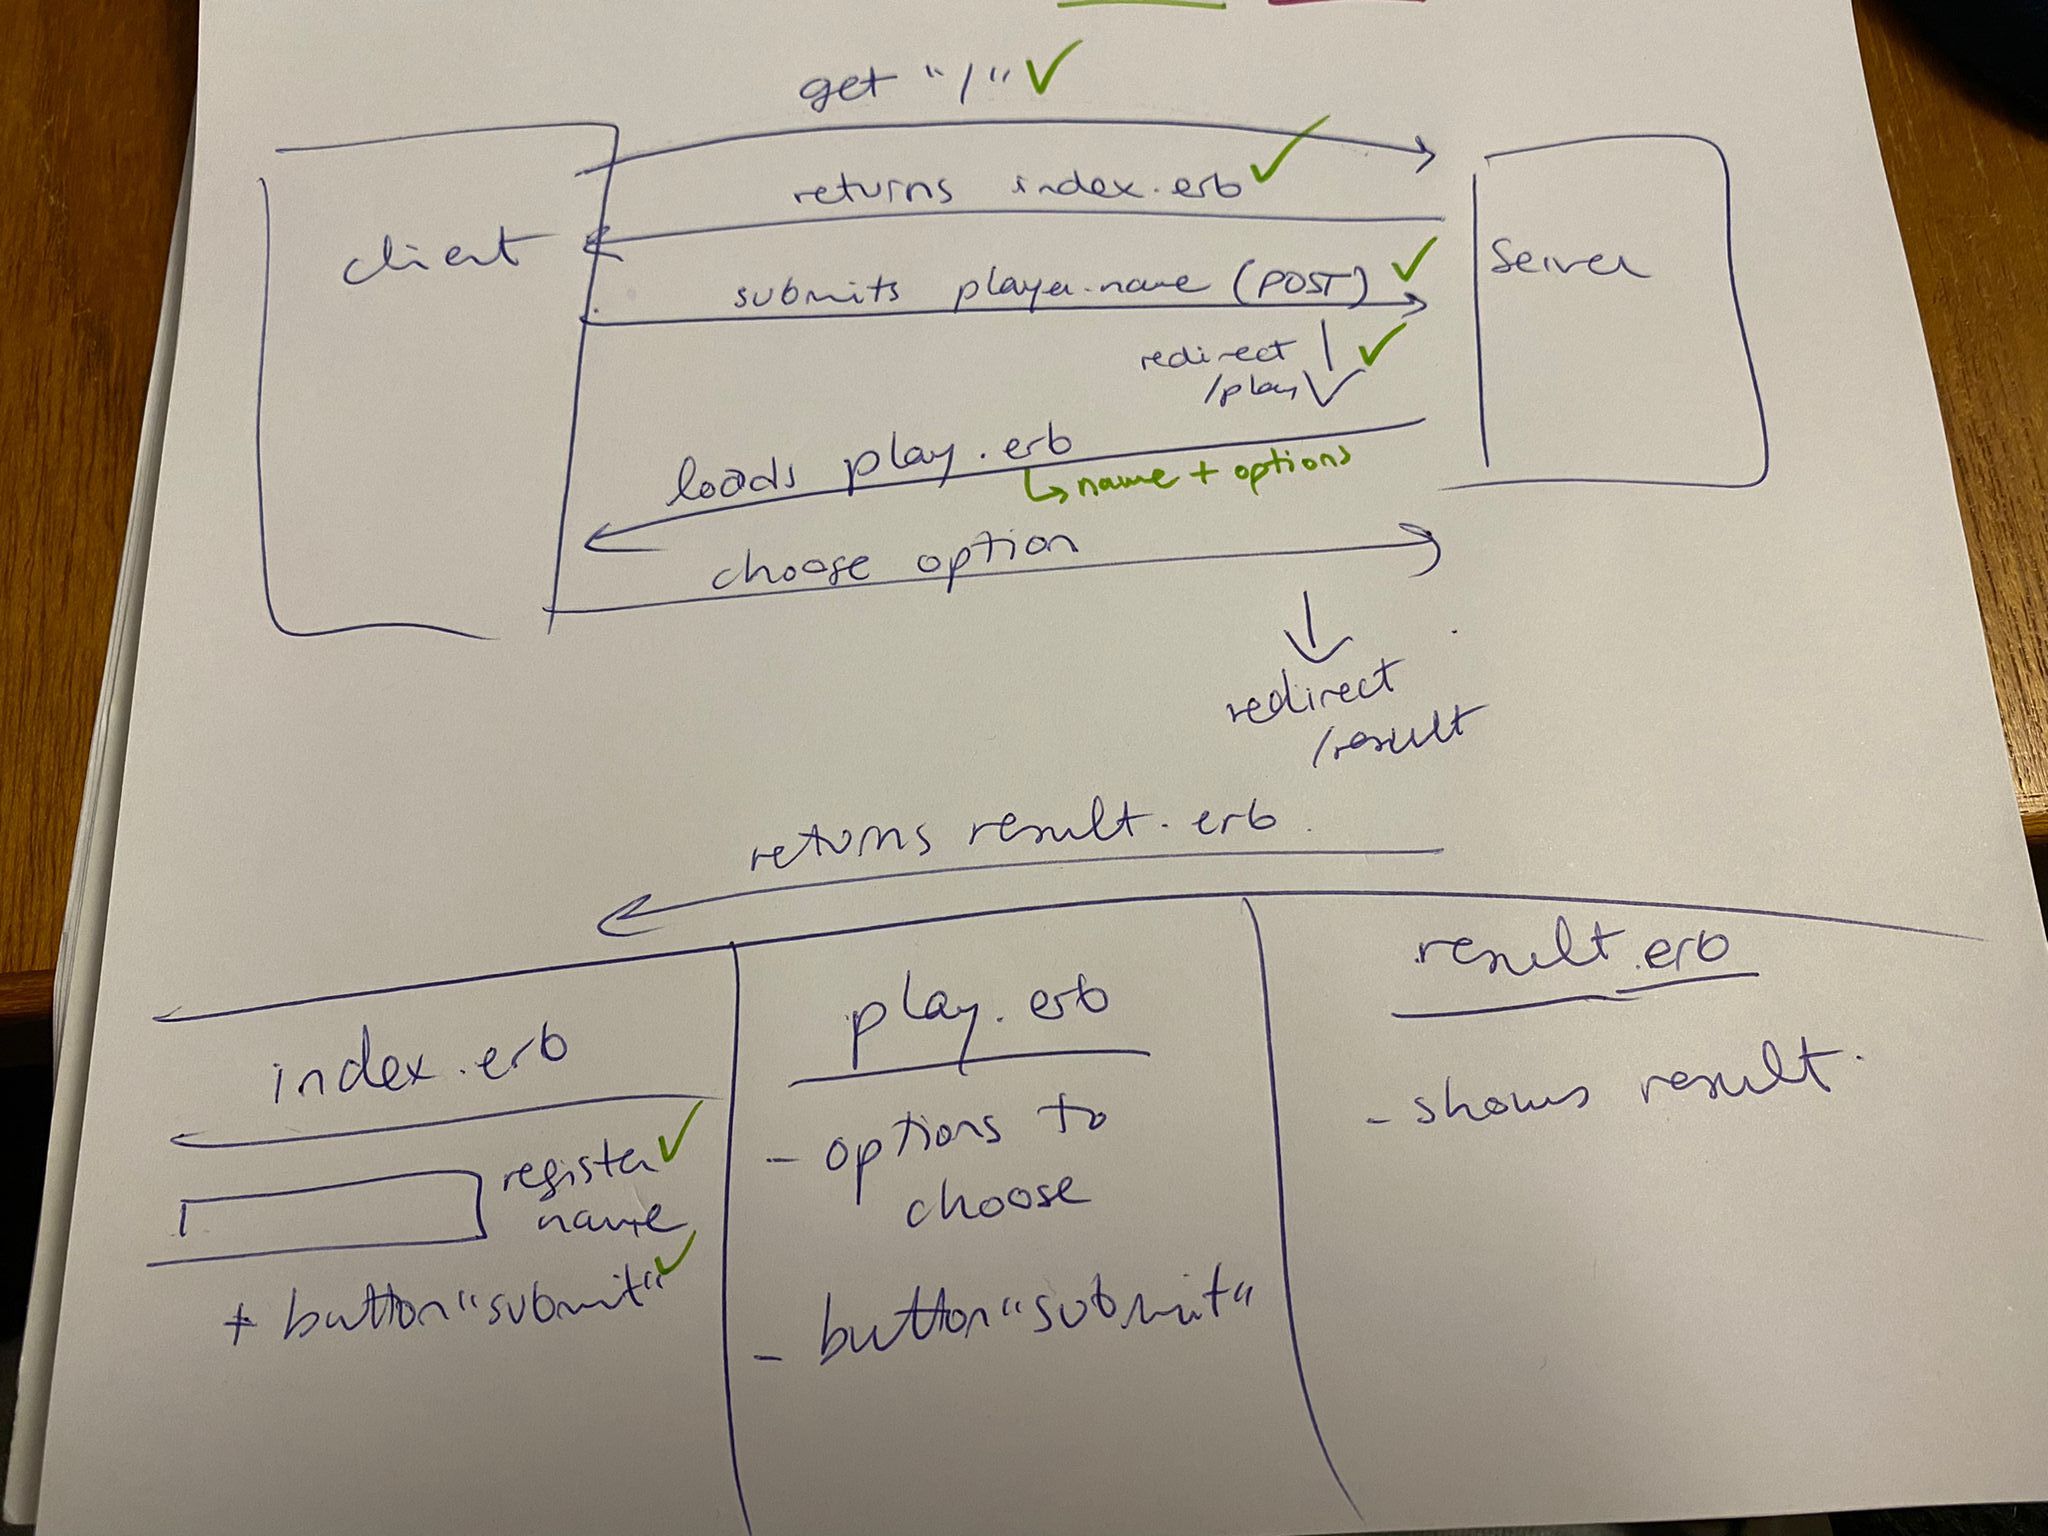 get "/"
returns index.erb
client
server
submits player.name (POST)
redirect
/play
loads play.erb
↳ name + options
choose option
redirect
/result
returns result.erb
index.erb
register
name
+ button "submit"
play.erb
- options to
choose
- button "submit"
result.erb
- shows result.